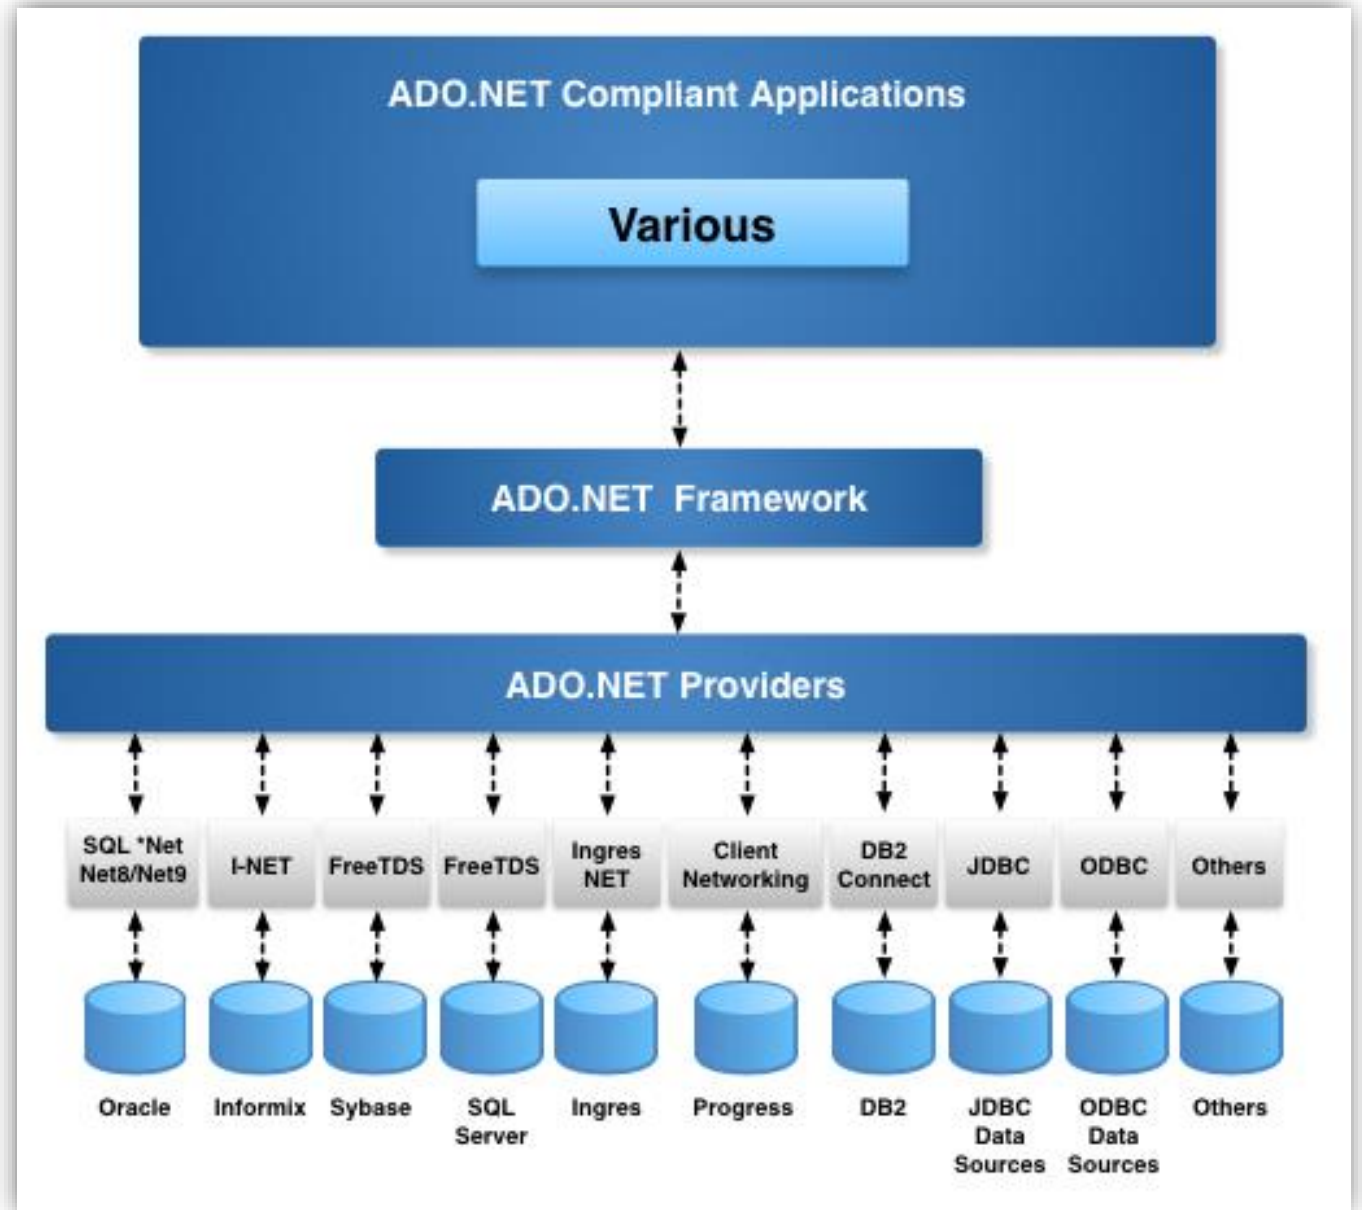 ADO.NET Compliant Applications
Various
ADO.NET Framework
ADO.NET Providers
SQL *Net
Net8/Net9
I-NET
FreeTDS
FreeTDS
Ingres
NET
Client
Networking
DB2
Connect
JDBC
ODBC
Others
Oracle
Informix
Sybase
SQL
Server
Ingres
Progress
DB2
JDBC
Data
Sources
ODBC
Data
Sources
Others